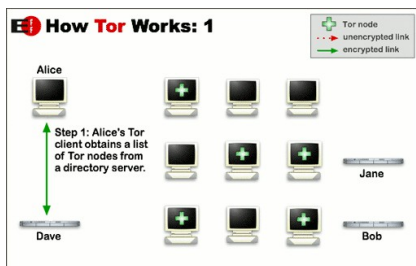 How Tor Works: 1
Tor node
unencrypted link
encrypted link
Alice
Step 1: Alice's Tor
client obtains a list
of Tor nodes from
a directory server.
Jane
Dave
Bob